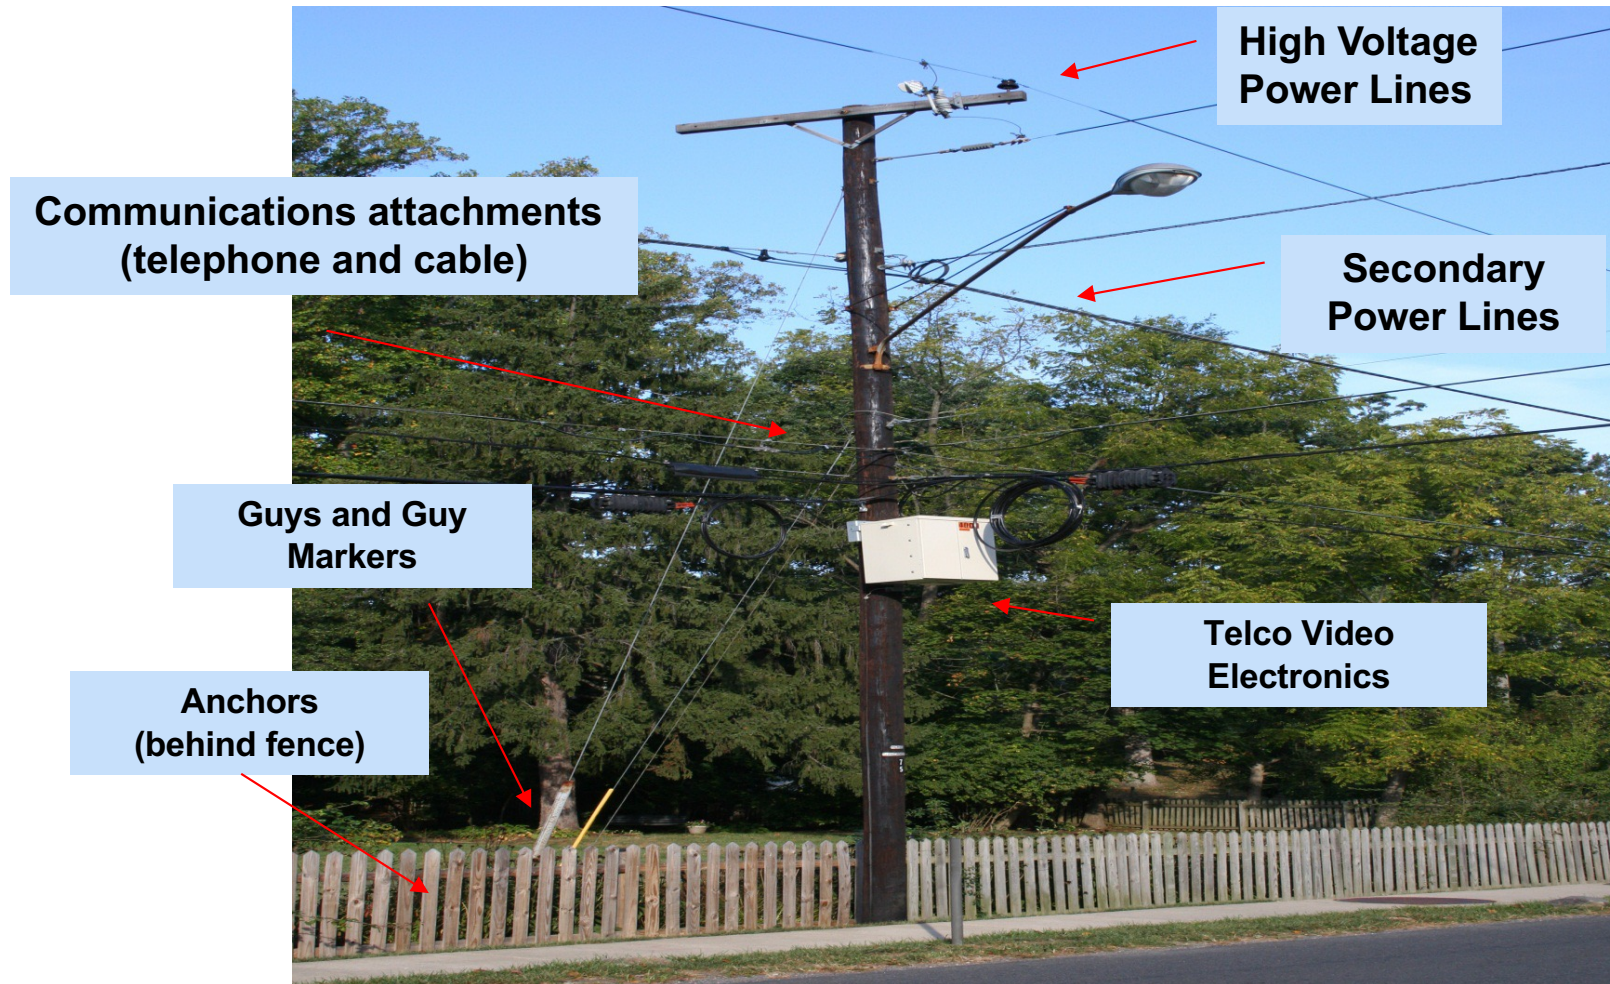 High Voltage
Power Lines
Communications attachments
(telephone and cable)
Secondary
Power Lines
Guys and Guy
Markers
Telco Video
Electronics
Anchors
(behind fence)